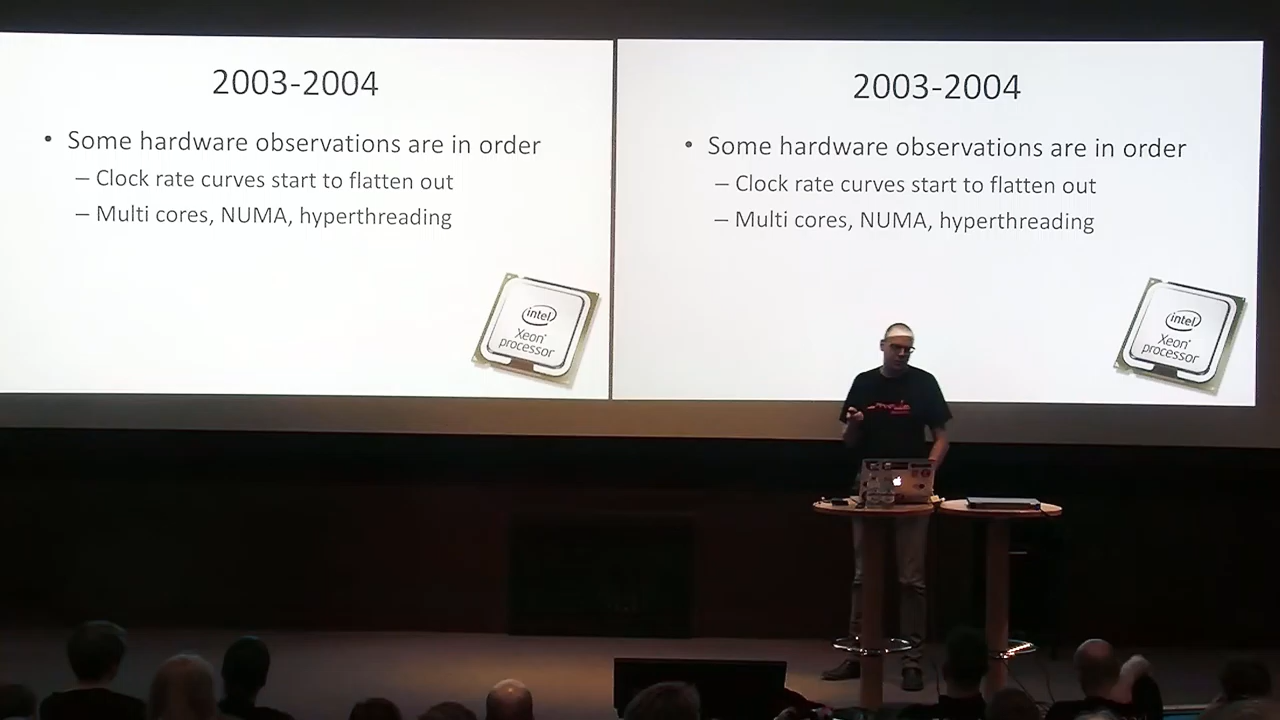 2003-2004
• Some hardware observations are in order
– Clock rate curves start to flatten out
– Multi cores, NUMA, hyperthreading
intel
Xeon®
processor
2003-2004
• Some hardware observations are in order
– Clock rate curves start to flatten out
– Multi cores, NUMA, hyperthreading
intel
Xeon®
processor